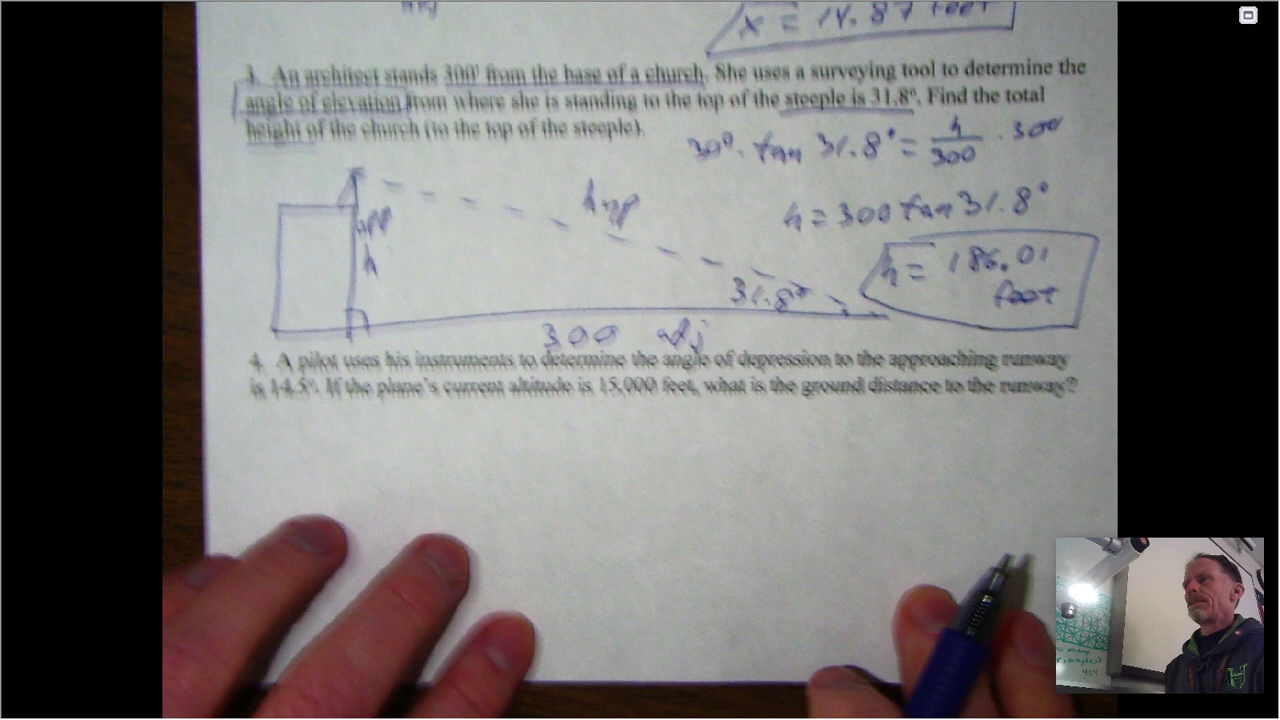 x = 14.87 feet
3. An architect stands 300' from the base of a church. She uses a surveying tool to determine the
angle of elevation from where she is standing to the top of the steeple is 31.8°. Find the total
height of the church (to the top of the steeple).
300 · tan 31.8° = h/300 · 300
h = 300 tan 31.8°
h = 186.01
feet
hyp
opp
h
31.8°
300 adj
4. A pilot uses his instruments to determine the angle of depression to the approaching runway
is 14.5°. If the plane's current altitude is 15,000 feet, what is the ground distance to the runway?